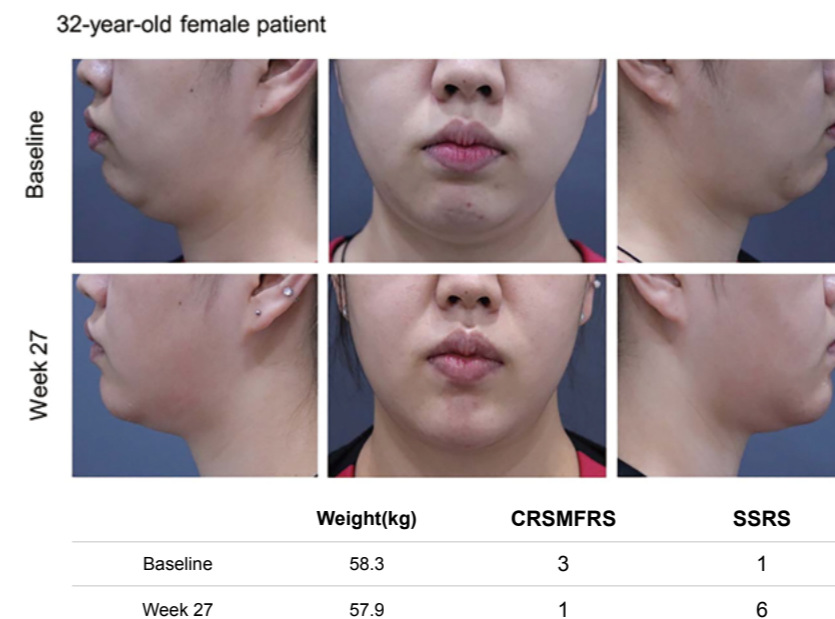 32-year-old female patient
Baseline
Week 27
Weight(kg) CRSMFRS SSRS
Baseline 58.3 3 1
Week 27 57.9 1 6